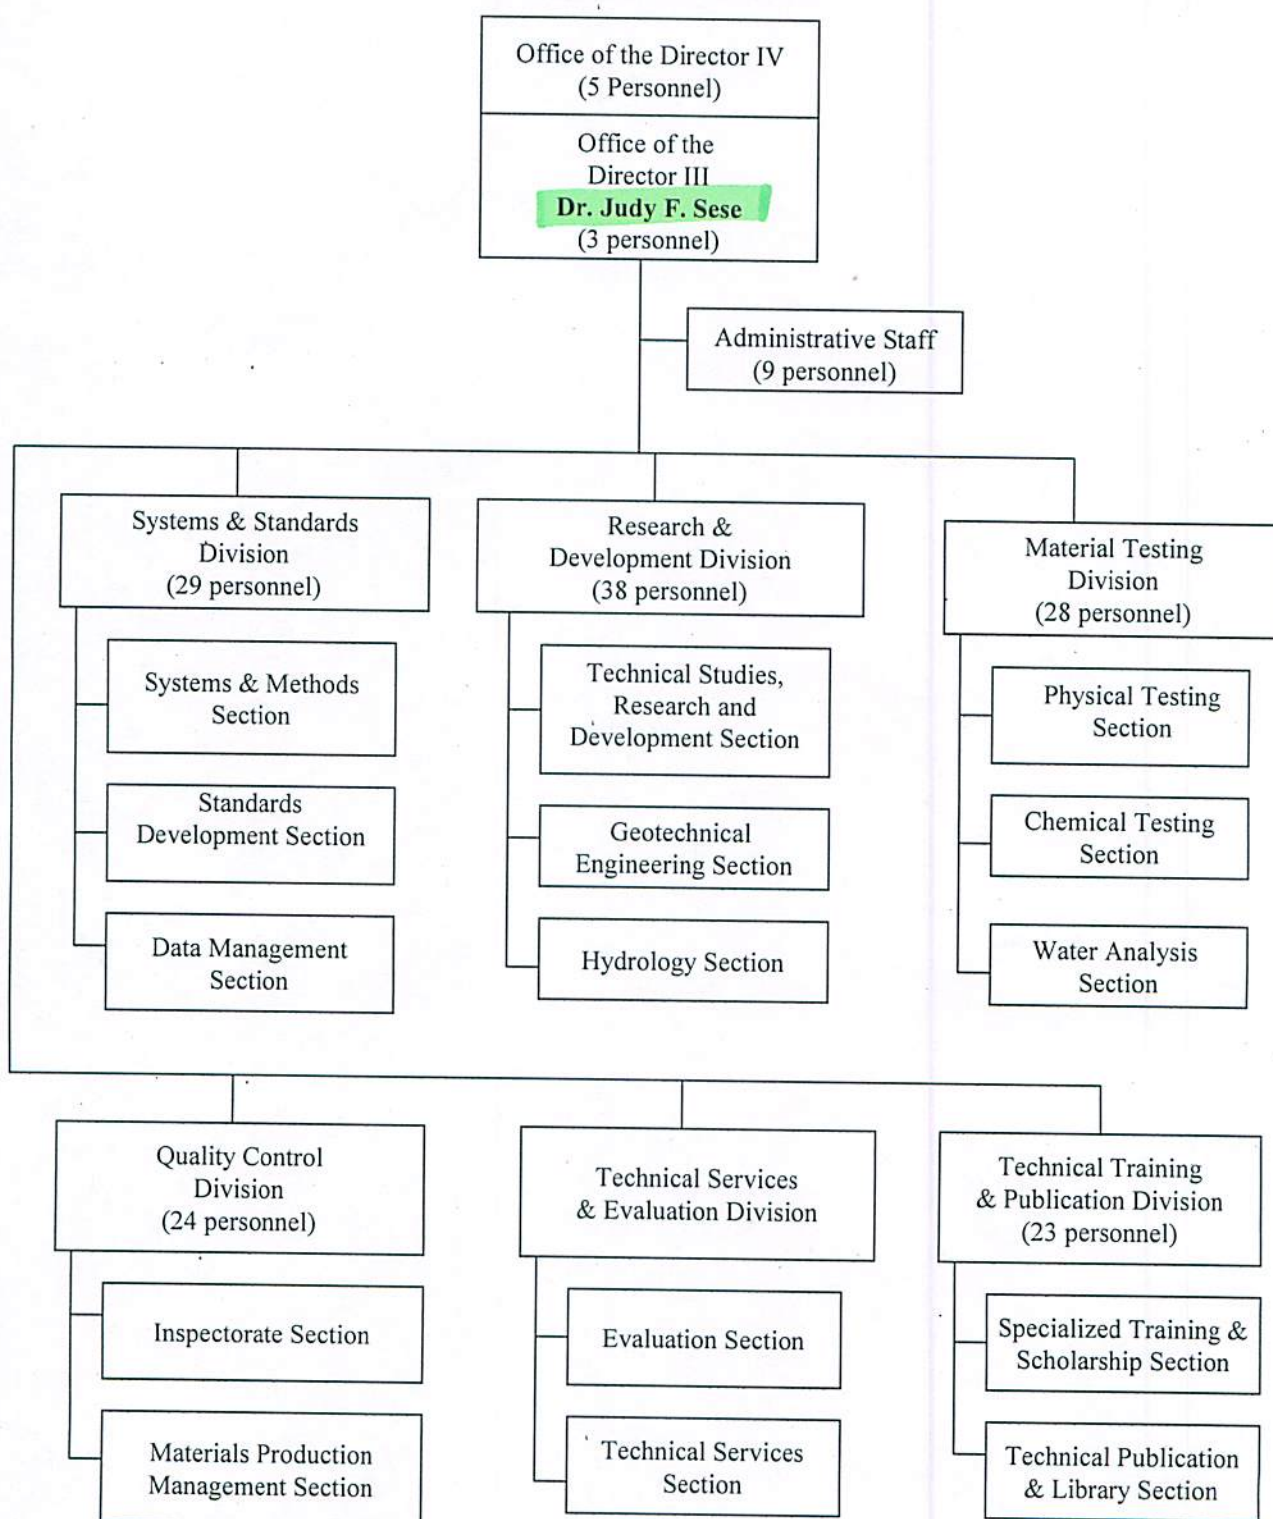 Office of the Director IV
(5 Personnel)
Office of the
Director III
Dr. Judy F. Sese
(3 personnel)
Administrative Staff
(9 personnel)
Systems & Standards
Division
(29 personnel)
Systems & Methods
Section
Standards
Development Section
Data Management
Section
Research &
Development Division
(38 personnel)
Technical Studies,
Research and
Development Section
Geotechnical
Engineering Section
Hydrology Section
Material Testing
Division
(28 personnel)
Physical Testing
Section
Chemical Testing
Section
Water Analysis
Section
Quality Control
Division
(24 personnel)
Inspectorate Section
Materials Production
Management Section
Technical Services
& Evaluation Division
Evaluation Section
Technical Services
Section
Technical Training
& Publication Division
(23 personnel)
Specialized Training &
Scholarship Section
Technical Publication
& Library Section